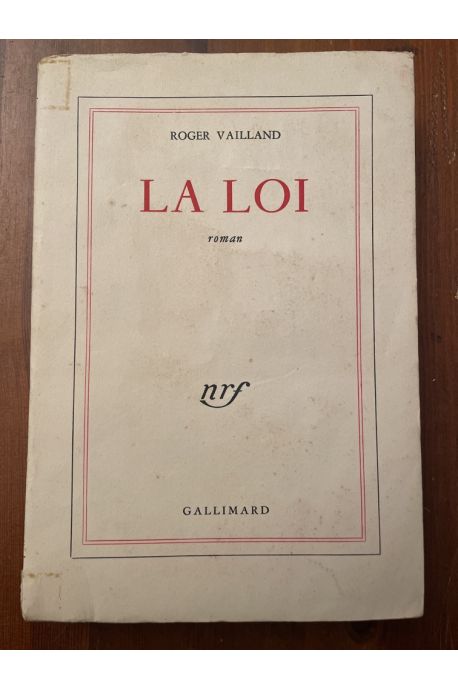 ROGER VAILLAND
LA LOI
roman
nrf
GALLIMARD